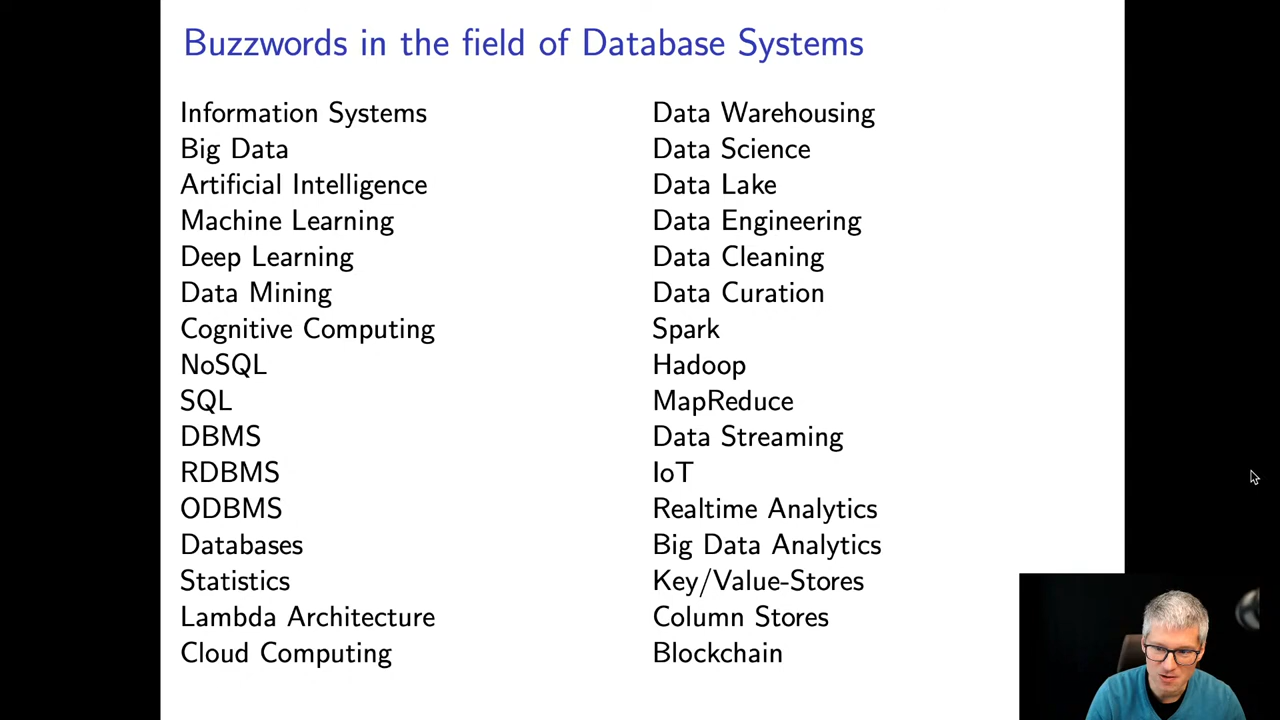 Buzzwords in the field of Database Systems
Information Systems
Big Data
Artificial Intelligence
Machine Learning
Deep Learning
Data Mining
Cognitive Computing
NoSQL
SQL
DBMS
RDBMS
ODBMS
Databases
Statistics
Lambda Architecture
Cloud Computing
Data Warehousing
Data Science
Data Lake
Data Engineering
Data Cleaning
Data Curation
Spark
Hadoop
MapReduce
Data Streaming
IoT
Realtime Analytics
Big Data Analytics
Key/Value-Stores
Column Stores
Blockchain